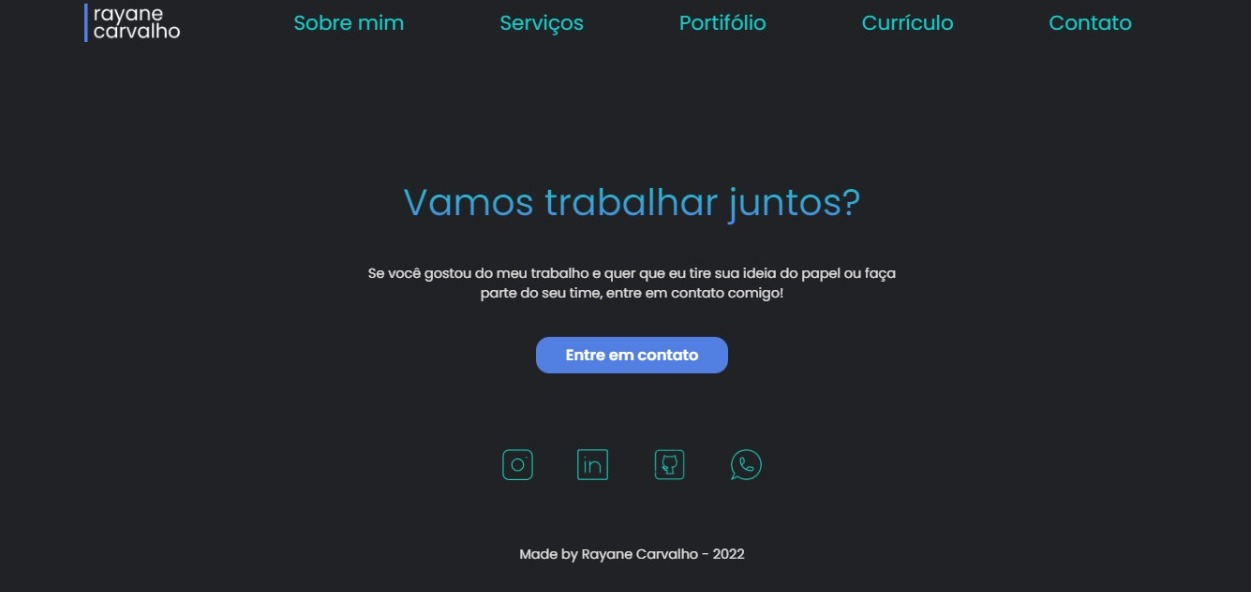 rayane
carvalho
Sobre mim
Serviços
Portifólio
Currículo
Contato
Vamos trabalhar juntos?
Se você gostou do meu trabalho e quer que eu tire sua ideia do papel ou faça
parte do seu time, entre em contato comigo!
Entre em contato
in
Made by Rayane Carvalho - 2022